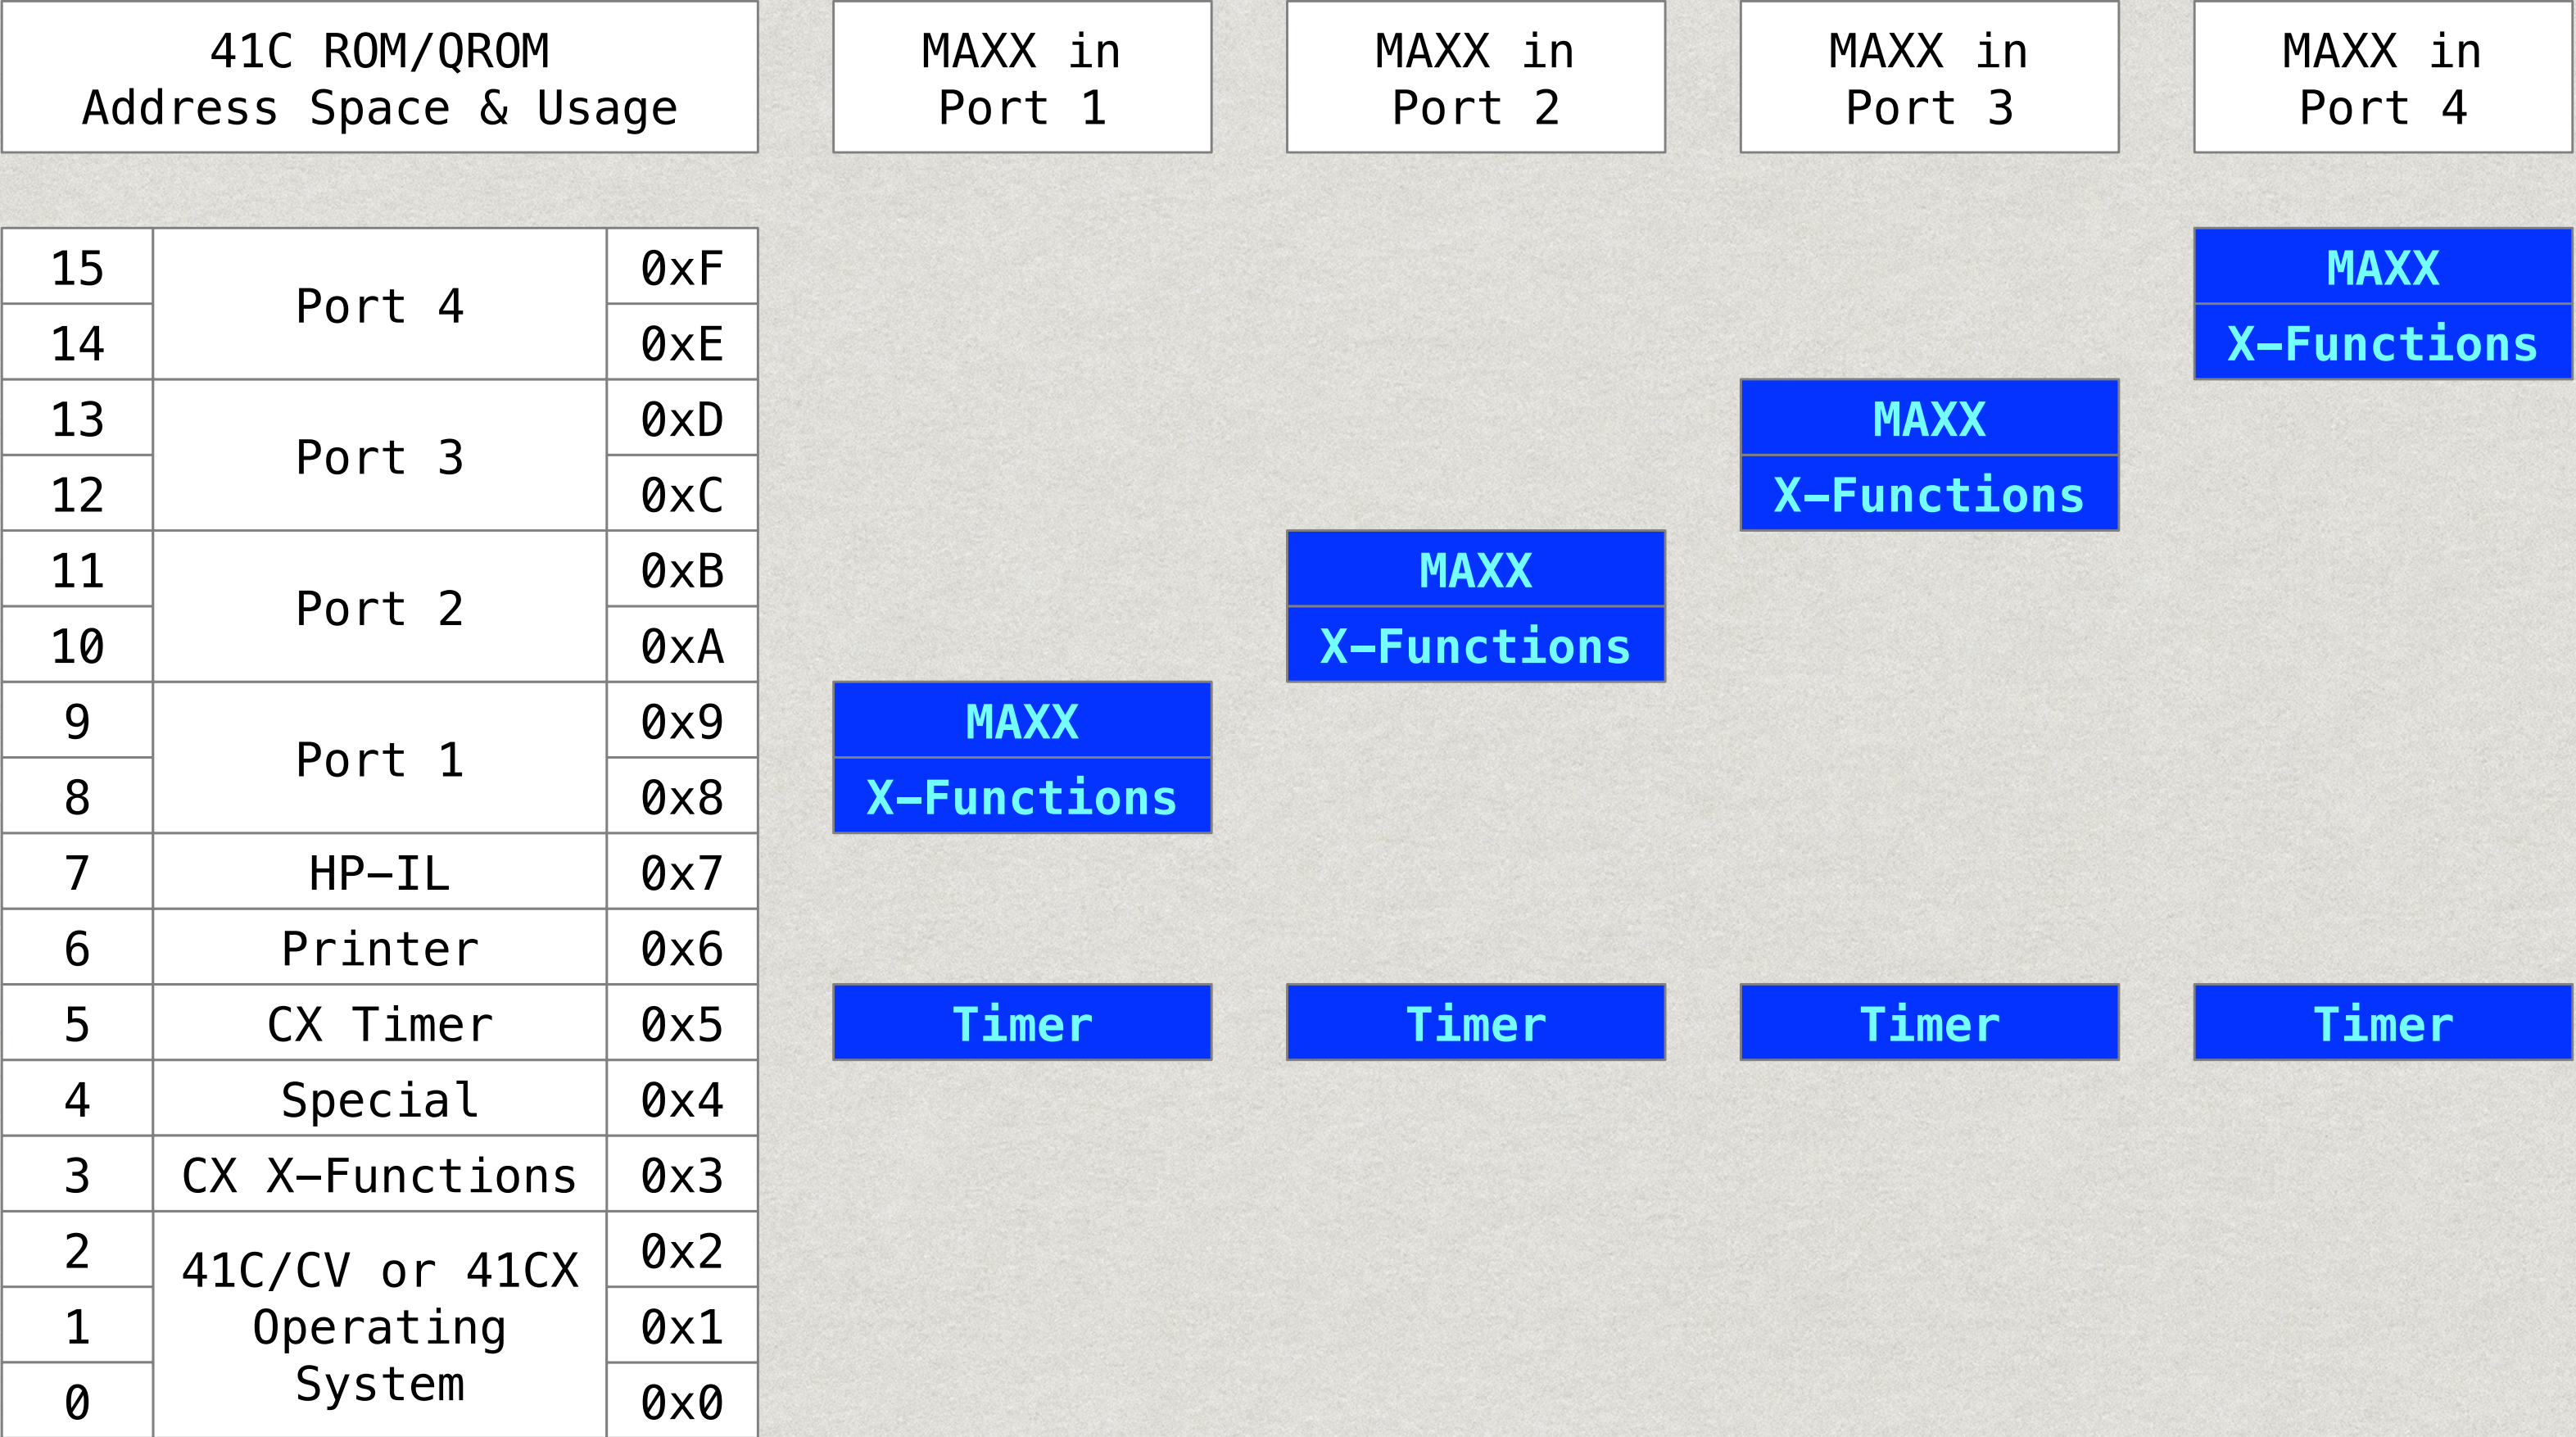 41C ROM/QROM
Address Space & Usage
MAXX in
Port 1
MAXX in
Port 2
MAXX in
Port 3
MAXX in
Port 4
15
Port 4
0xF
MAXX
14
0xE
X-Functions
13
Port 3
0xD
MAXX
12
0xC
X-Functions
11
Port 2
0xB
MAXX
10
0xA
X-Functions
9
Port 1
0x9
MAXX
8
0x8
X-Functions
7
HP-IL
0x7
6
Printer
0x6
5
CX Timer
0x5
Timer
Timer
Timer
Timer
4
Special
0x4
3
CX X-Functions
0x3
2
41C/CV or 41CX
Operating
System
0x2
1
0x1
0
0x0